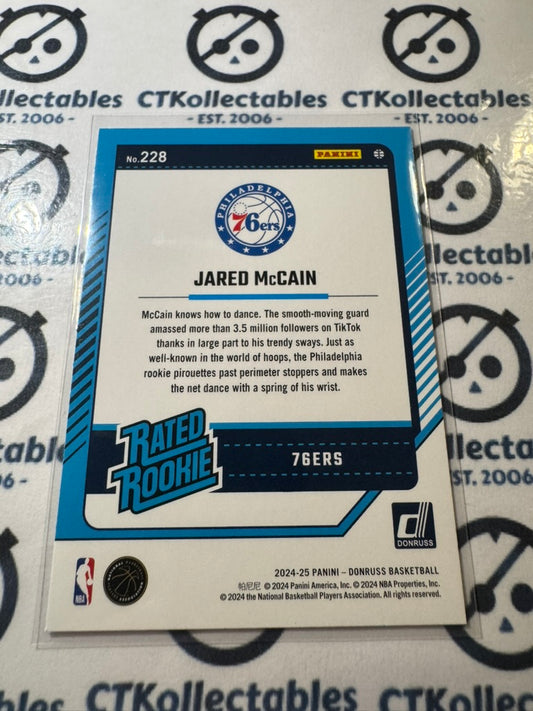 llectables CTKollectables CTKollectables
ST. 2006 - - EST. 2006 - - EST. 2006 -
No. 228 PANINI
PHILADELPHIA
76ers
JARED McCAIN
McCain knows how to dance. The smooth-moving guard
amassed more than 3.5 million followers on TikTok
thanks in large part to his trendy sways. Just as
well-known in the world of hoops, the Philadelphia
rookie pirouettes past perimeter stoppers and makes
the net dance with a spring of his wrist.
RATED
ROOKIE
76ERS
d
DONRUSS
NBA
2024-25 PANINI – DONRUSS BASKETBALL
帕尼尼 © 2024 Panini America, Inc. © 2024 NBA Properties, Inc.
© 2024 the National Basketball Players Association. All rights reserved.
CTKollectables CTKollectables